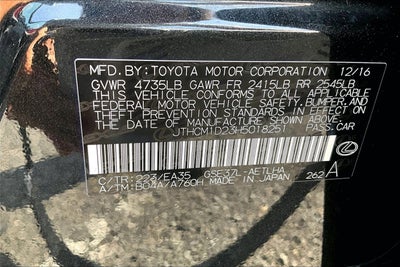 MFD. BY: TOYOTA MOTOR CORPORATION 12/16
GVWR 4735LB GAWR FR 2415LB RR 2545LB
THIS VEHICLE CONFORMS TO ALL APPLICABLE
FEDERAL MOTOR VEHICLE SAFETY, BUMPER, AND
THEFT PREVENTION STANDARDS IN EFFECT ON
THE DATE OF MANUFACTURE SHOWN ABOVE.
JTHCM1D23H5018251 PASS. CAR
C/TR: 223/EA35 GSE37L-AETLHA
A/TM: B04A/A760H MADE IN JAPAN 262A